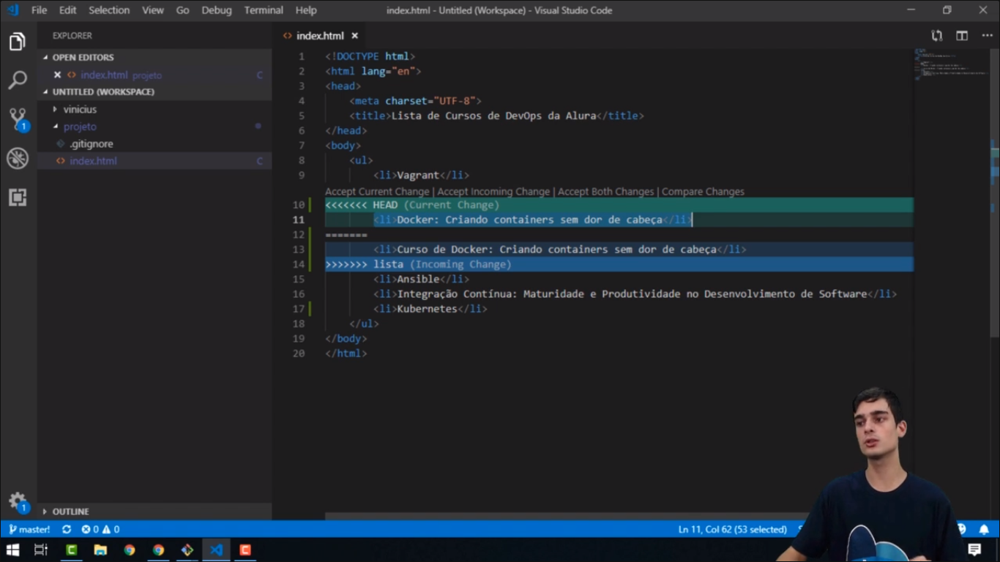 File Edit Selection View Go Debug Terminal Help
index.html - Untitled (Workspace) - Visual Studio Code
EXPLORER
OPEN EDITORS
index.html projeto C
UNTITLED (WORKSPACE)
vinicius
projeto
.gitignore
index.html C
OUTLINE
1
1
index.html
1 <!DOCTYPE html>
2 <html lang="en">
3 <head>
4 <meta charset="UTF-8">
5 <title>Lista de Cursos de DevOps da Alura</title>
6 </head>
7 <body>
8 <ul>
9 <li>Vagrant</li>
Accept Current Change | Accept Incoming Change | Accept Both Changes | Compare Changes
10 <<<<<<< HEAD (Current Change)
11 <li>Docker: Criando containers sem dor de cabeça</li>
12 =======
13 <li>Curso de Docker: Criando containers sem dor de cabeça</li>
14 >>>>>>> lista (Incoming Change)
15 <li>Ansible</li>
16 <li>Integração Contínua: Maturidade e Produtividade no Desenvolvimento de Software</li>
17 <li>Kubernetes</li>
18 </ul>
19 </body>
20 </html>
master! 0 0
Ln 11, Col 62 (53 selected)